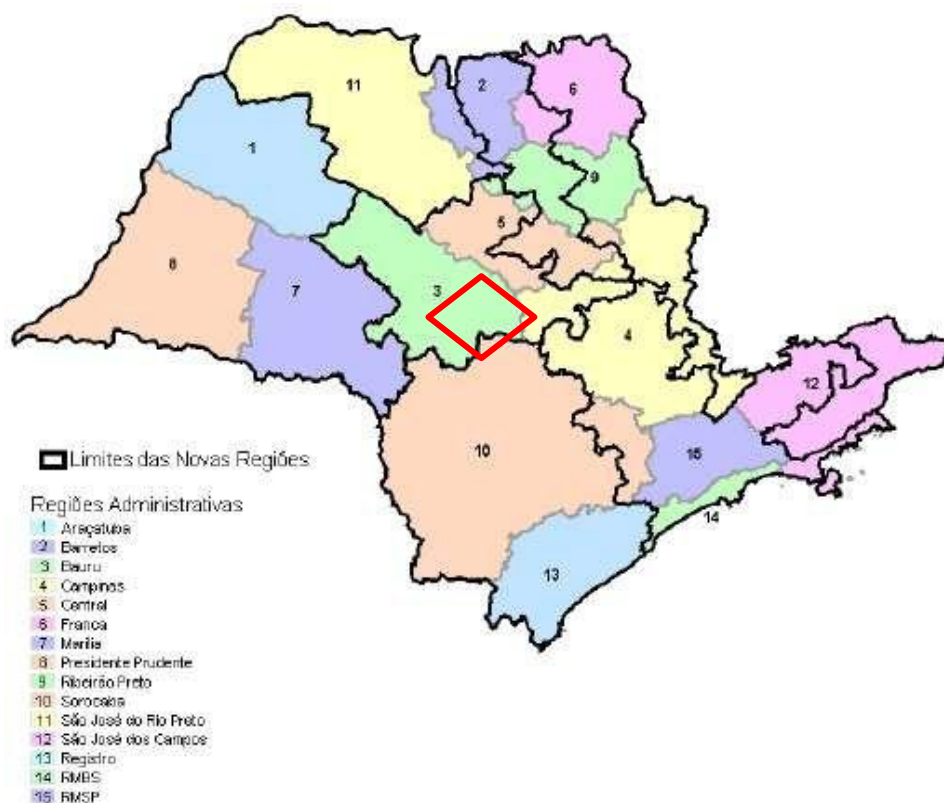 2
6
11
1
9
5
8
7
3
4
12
10
15
14
13
Limites das Novas Regiões
Regiões Administrativas
1 Araçatuba
2 Barretos
3 Bauru
4 Campinas
5 Central
6 Franca
7 Marília
8 Presidente Prudente
9 Ribeirão Preto
10 Sorocaba
11 São José do Rio Preto
12 São José dos Campos
13 Registro
14 RMBS
15 RMSP